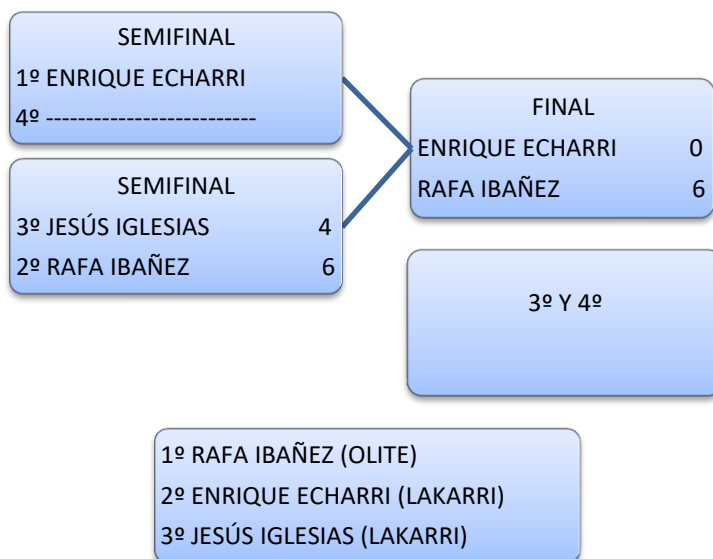 SEMIFINAL
1º ENRIQUE ECHARRI
4º --------------------------
SEMIFINAL
3º JESÚS IGLESIAS 4
2º RAFA IBAÑEZ 6
FINAL
ENRIQUE ECHARRI 0
RAFA IBAÑEZ 6
3º Y 4º
1º RAFA IBAÑEZ (OLITE)
2º ENRIQUE ECHARRI (LAKARRI)
3º JESÚS IGLESIAS (LAKARRI)